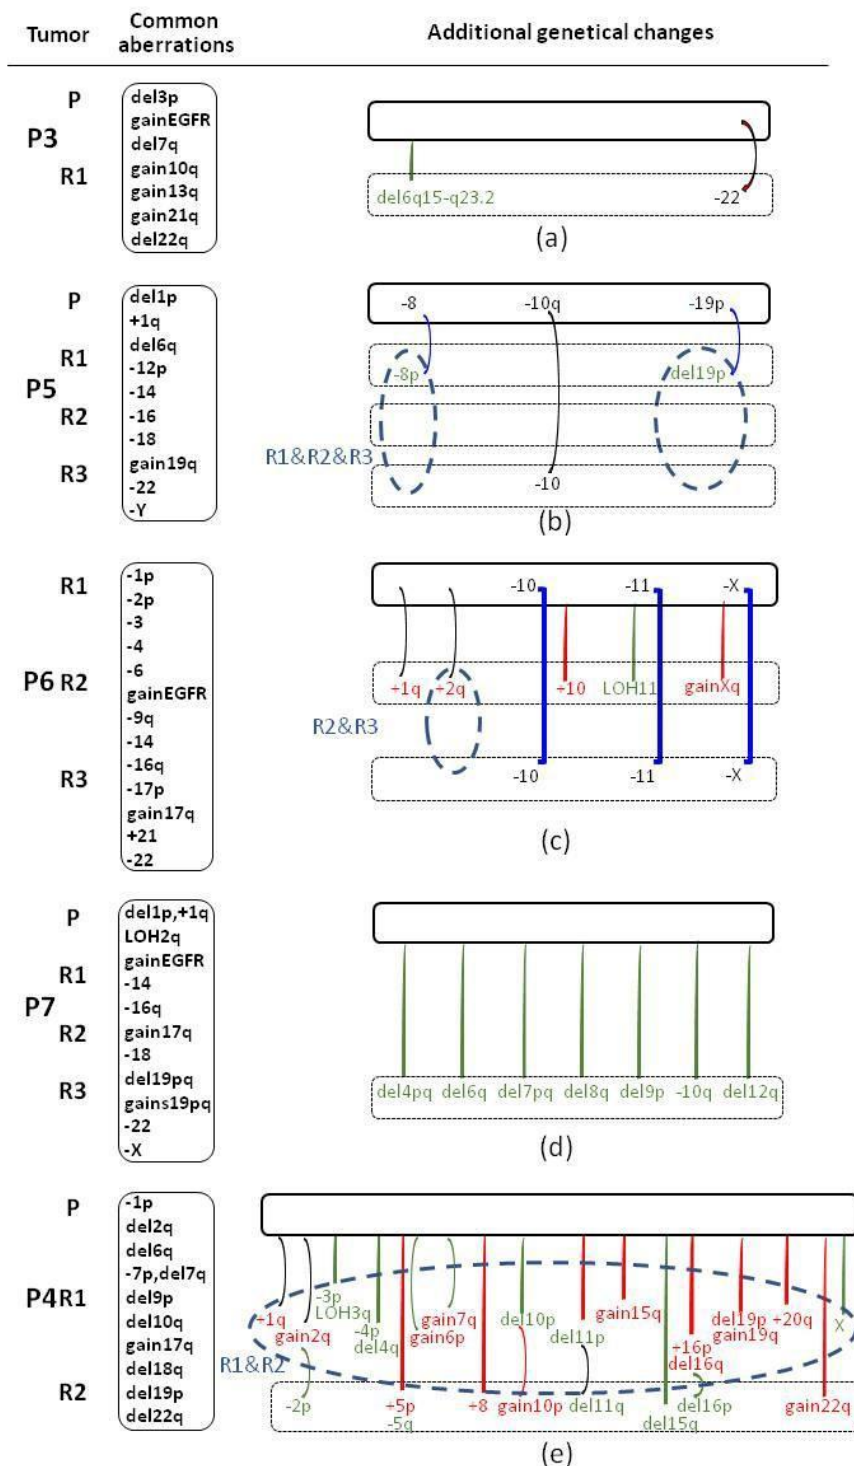 Tumor
Common
aberrations
Additional genetical changes
P3
P
R1
del3p
gainEGFR
del7q
gain10q
gain13q
gain21q
del22q
del6q15-q23.2
-22
(a)
P5
P
R1
R2
R3
del1p
+1q
del6q
-12p
-14
-16
-18
gain19q
-22
-Y
-8
-10q
-19p
-8p
del19p
R1&R2&R3
-10
(b)
P6
R1
R2
R3
-1p
-2p
-3
-4
-6
gainEGFR
-9q
-14
-16q
-17p
gain17q
+21
-22
-10
-11
-X
+1q
+2q
+10
LOH11
gainXq
R2&R3
-10
-11
-X
(c)
P7
P
R1
R2
R3
del1p,+1q
LOH2q
gainEGFR
-14
-16q
gain17q
-18
del19pq
gains19pq
-22
-X
del4pq
del6q
del7pq
del8q
del9p
-10q
del12q
(d)
P4
P
R1
R2
-1p
del2q
del6q
-7p,del7q
del9p
del10q
gain17q
del18q
del19p
del22q
+1q
gain2q
-3p
LOH3q
-4p
del4q
gain7q
gain6p
del10p
del11p
gain15q
+16p
del16q
del19p
gain19q
+20q
X
R1&R2
-2p
+5p
-5q
+8
gain10p
del11q
del15q
del16p
gain22q
(e)